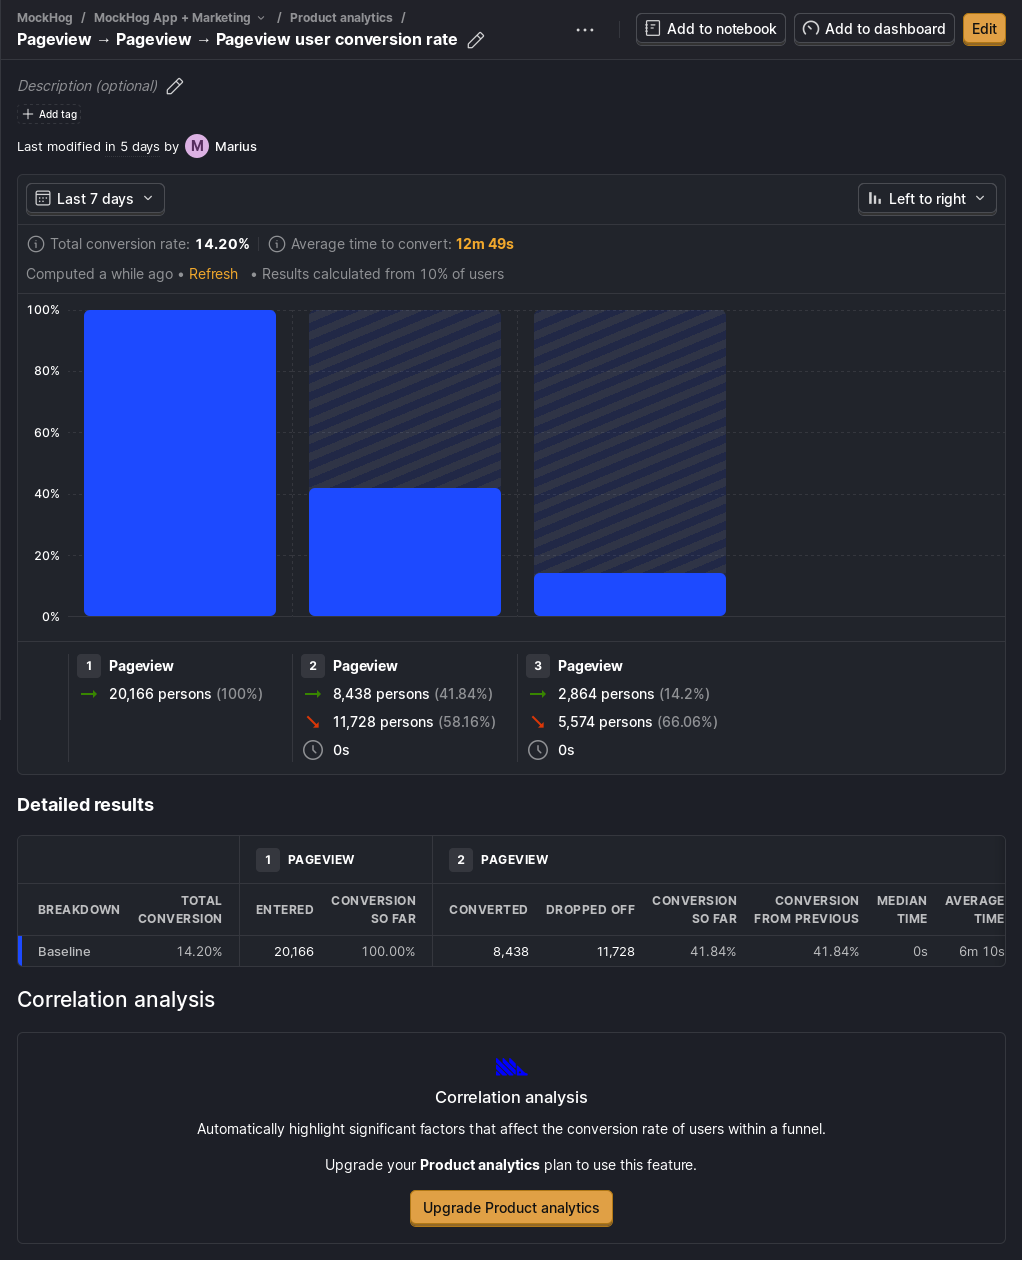 MockHog / MockHog App + Marketing / Product analytics /
Pageview → Pageview → Pageview user conversion rate
Add to notebook
Add to dashboard
Edit
Description (optional)
Add tag
Last modified in 5 days by M Marius
Last 7 days
Left to right
Total conversion rate: 14.20% Average time to convert: 12m 49s
Computed a while ago • Refresh • Results calculated from 10% of users
100%
80%
60%
40%
20%
0%
1 Pageview
20,166 persons (100%)
2 Pageview
8,438 persons (41.84%)
11,728 persons (58.16%)
0s
3 Pageview
2,864 persons (14.2%)
5,574 persons (66.06%)
0s
Detailed results
1 PAGEVIEW 2 PAGEVIEW
BREAKDOWN
TOTAL
CONVERSION
ENTERED
CONVERSION
SO FAR
CONVERTED
DROPPED OFF
CONVERSION
SO FAR
CONVERSION
FROM PREVIOUS
MEDIAN
TIME
AVERAGE
TIME
Baseline 14.20% 20,166 100.00% 8,438 11,728 41.84% 41.84% 0s 6m 10s
Correlation analysis
Correlation analysis
Automatically highlight significant factors that affect the conversion rate of users within a funnel.
Upgrade your Product analytics plan to use this feature.
Upgrade Product analytics